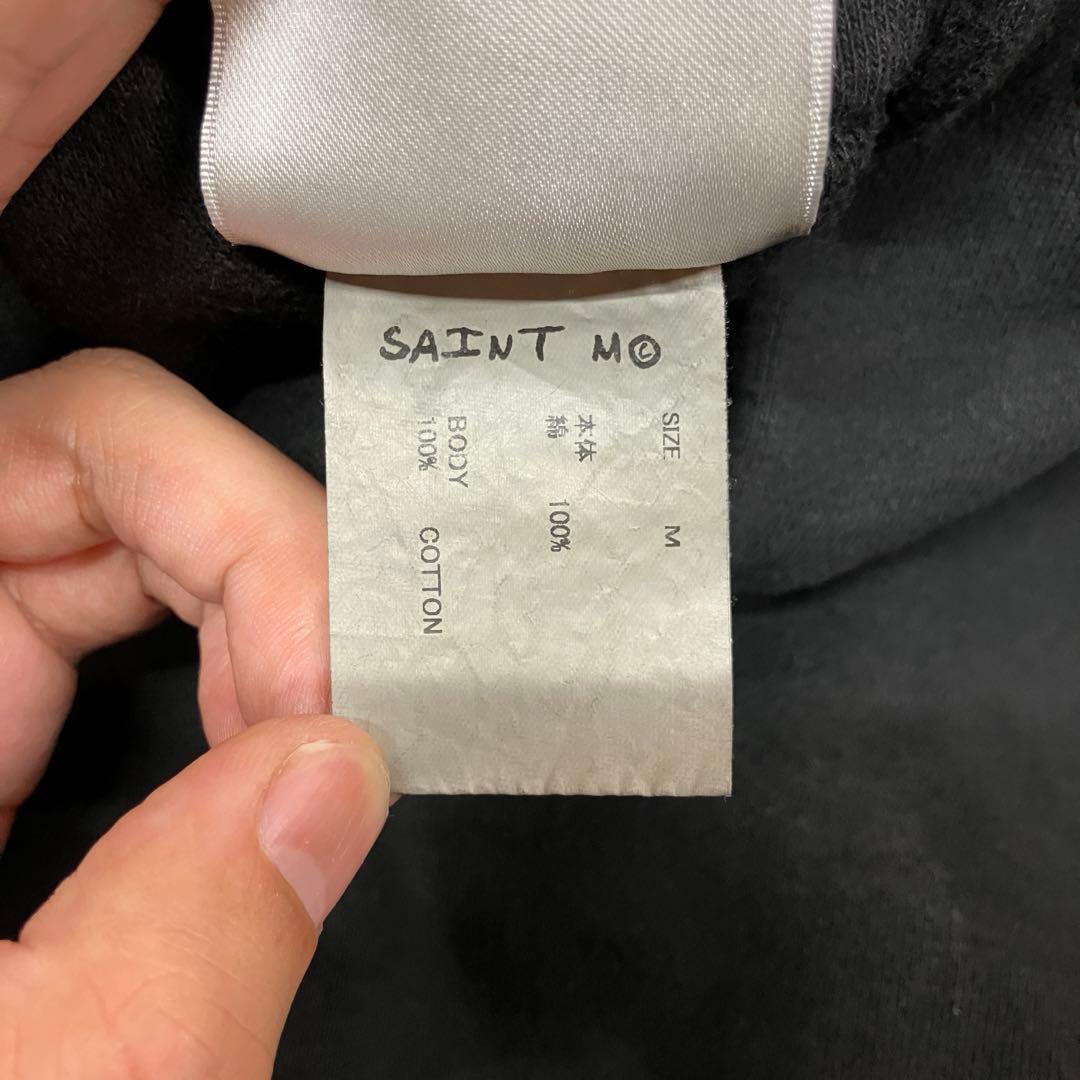 SAINT M©
SIZE M
本体
綿 100%
BODY
100% COTTON